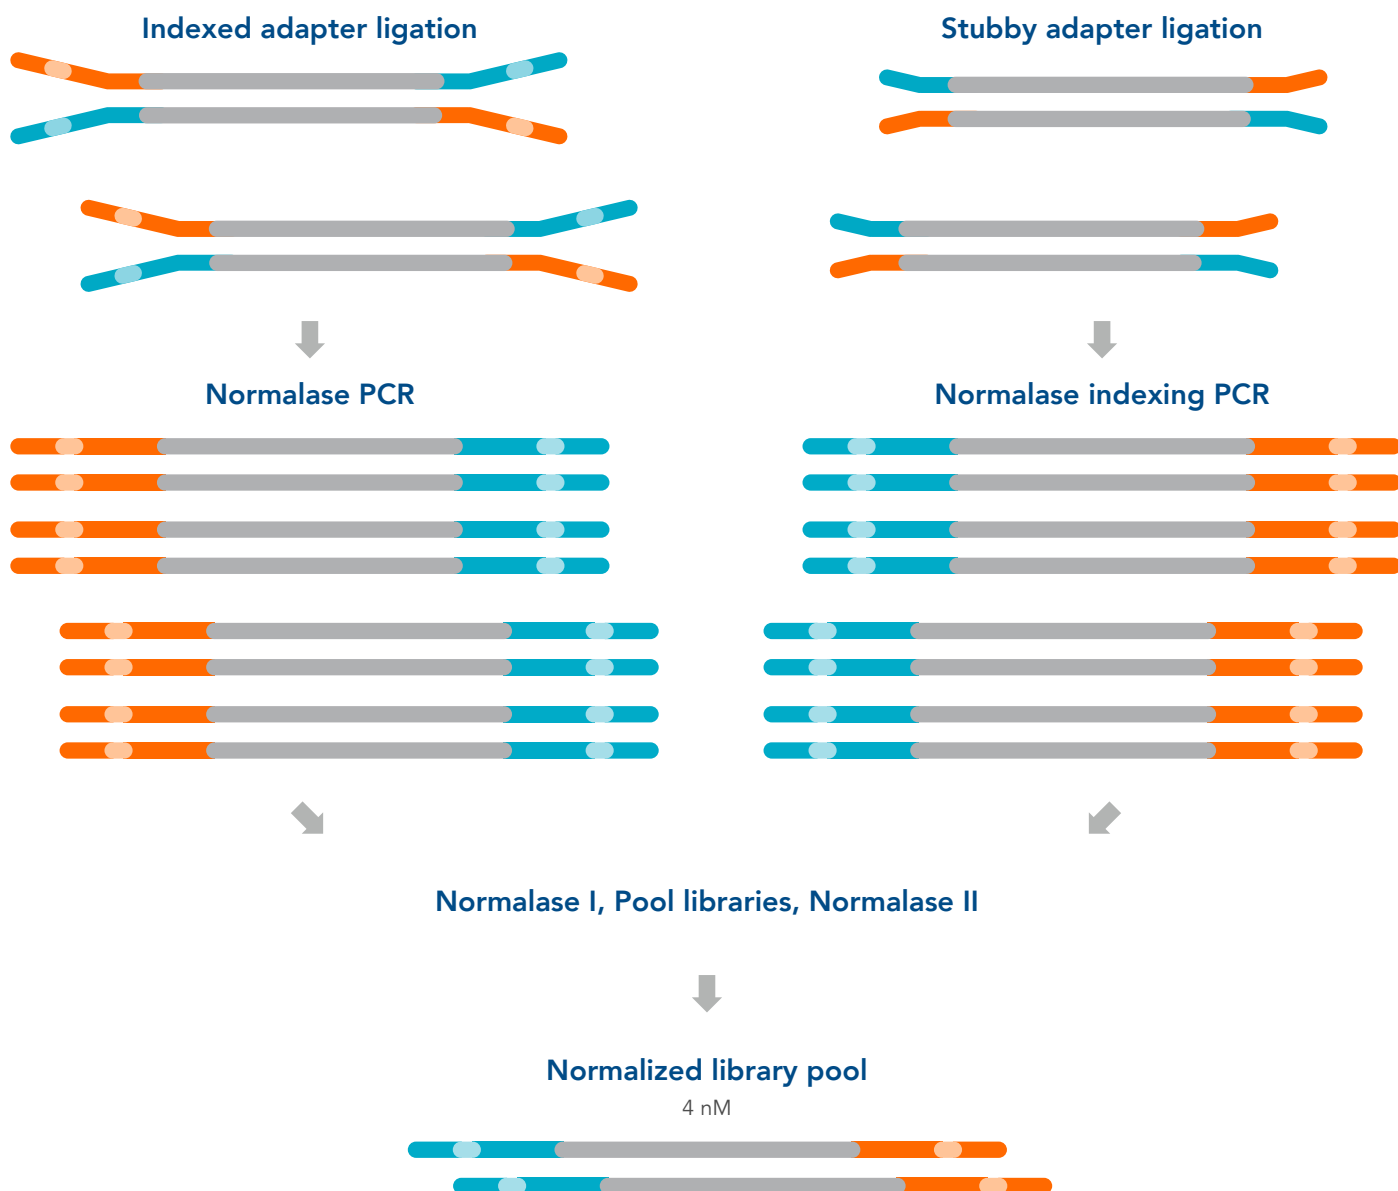 Indexed adapter ligation
Stubby adapter ligation
Normalase PCR
Normalase indexing PCR
Normalase I, Pool libraries, Normalase II
Normalized library pool
4 nM